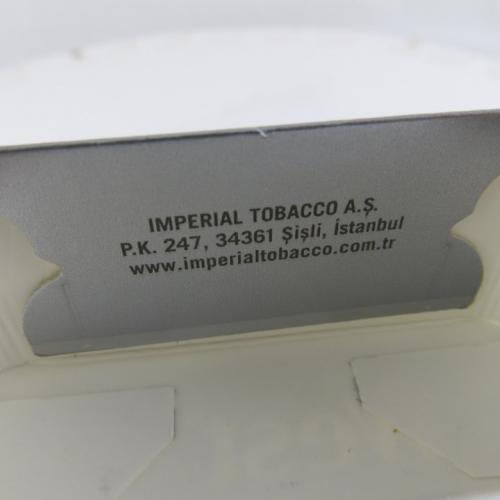 IMPERIAL TOBACCO A.Ş.
P.K. 247, 34361 Şişli, İstanbul
www.imperialtobacco.com.tr